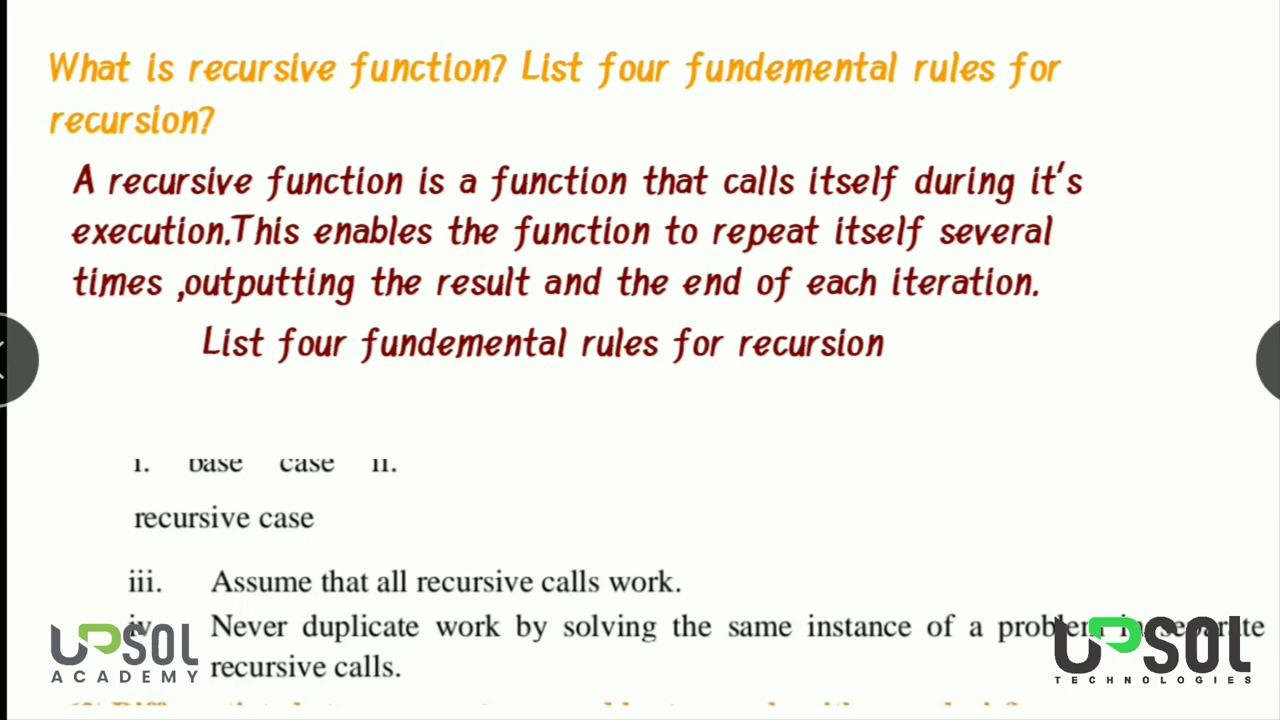 What is recursive function? List four fundemental rules for
recursion?
A recursive function is a function that calls itself during it's
execution.This enables the function to repeat itself several
times ,outputting the result and the end of each iteration.
List four fundemental rules for recursion
i. base case ii.
recursive case
iii. Assume that all recursive calls work.
iv. Never duplicate work by solving the same instance of a problem in separate
recursive calls.
UPSOL
ACADEMY
UPSOL
TECHNOLOGIES